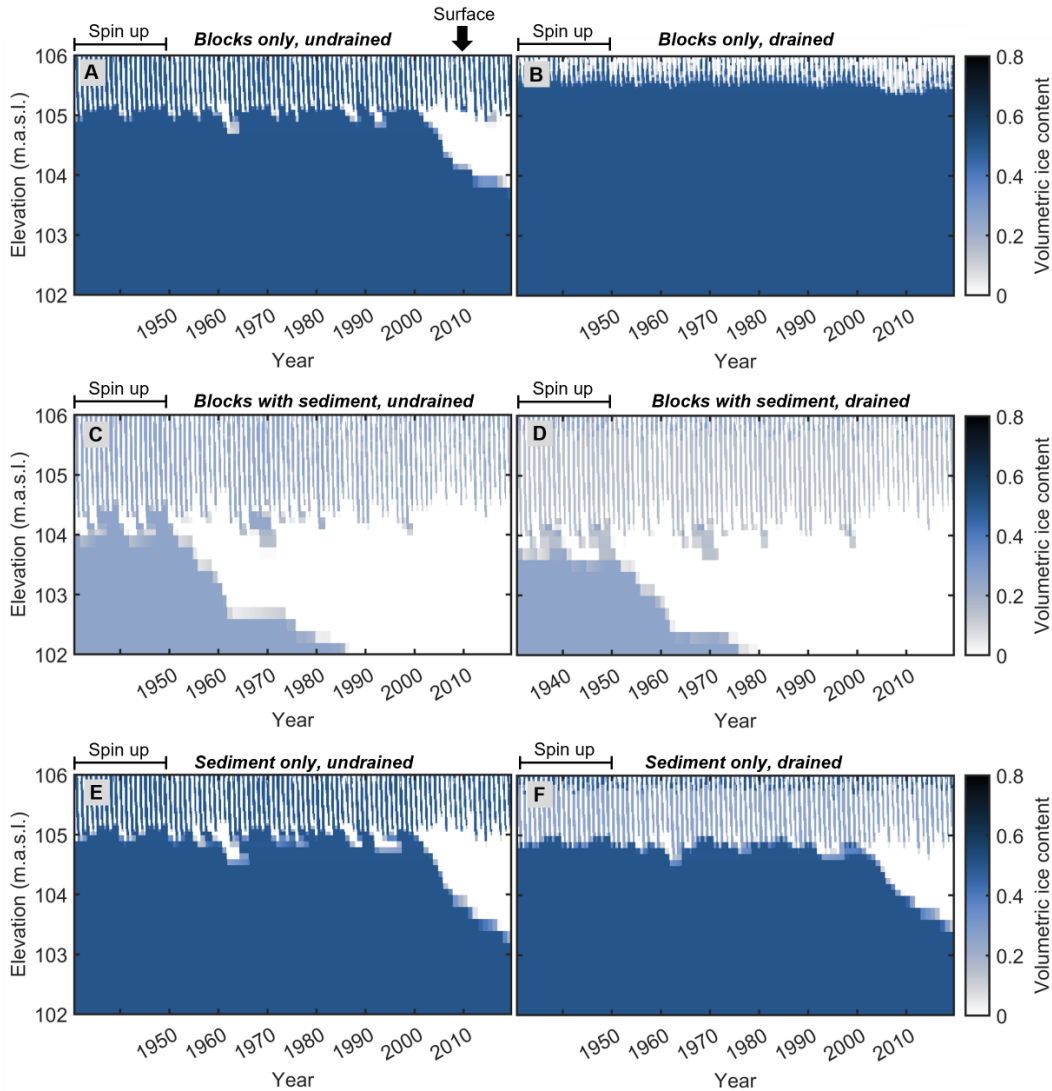 Surface
Spin up
Blocks only, undrained
Blocks only, drained
A
B
106
105
104
103
102
Elevation (m.a.s.l.)
1950 1960 1970 1980 1990 2000 2010
Year
1950 1960 1970 1980 1990 2000 2010
Year
0.8
0.6
0.4
0.2
0
Volumetric ice content
Spin up
Blocks with sediment, undrained
Spin up
Blocks with sediment, drained
C
D
106
105
104
103
102
Elevation (m.a.s.l.)
1950 1960 1970 1980 1990 2000 2010
Year
1940 1950 1960 1970 1980 1990 2000 2010
Year
0.8
0.6
0.4
0.2
0
Volumetric ice content
Spin up
Sediment only, undrained
Spin up
Sediment only, drained
E
F
106
105
104
103
102
Elevation (m.a.s.l.)
1950 1960 1970 1980 1990 2000 2010
Year
1950 1960 1970 1980 1990 2000 2010
Year
0.8
0.6
0.4
0.2
0
Volumetric ice content
Spin up